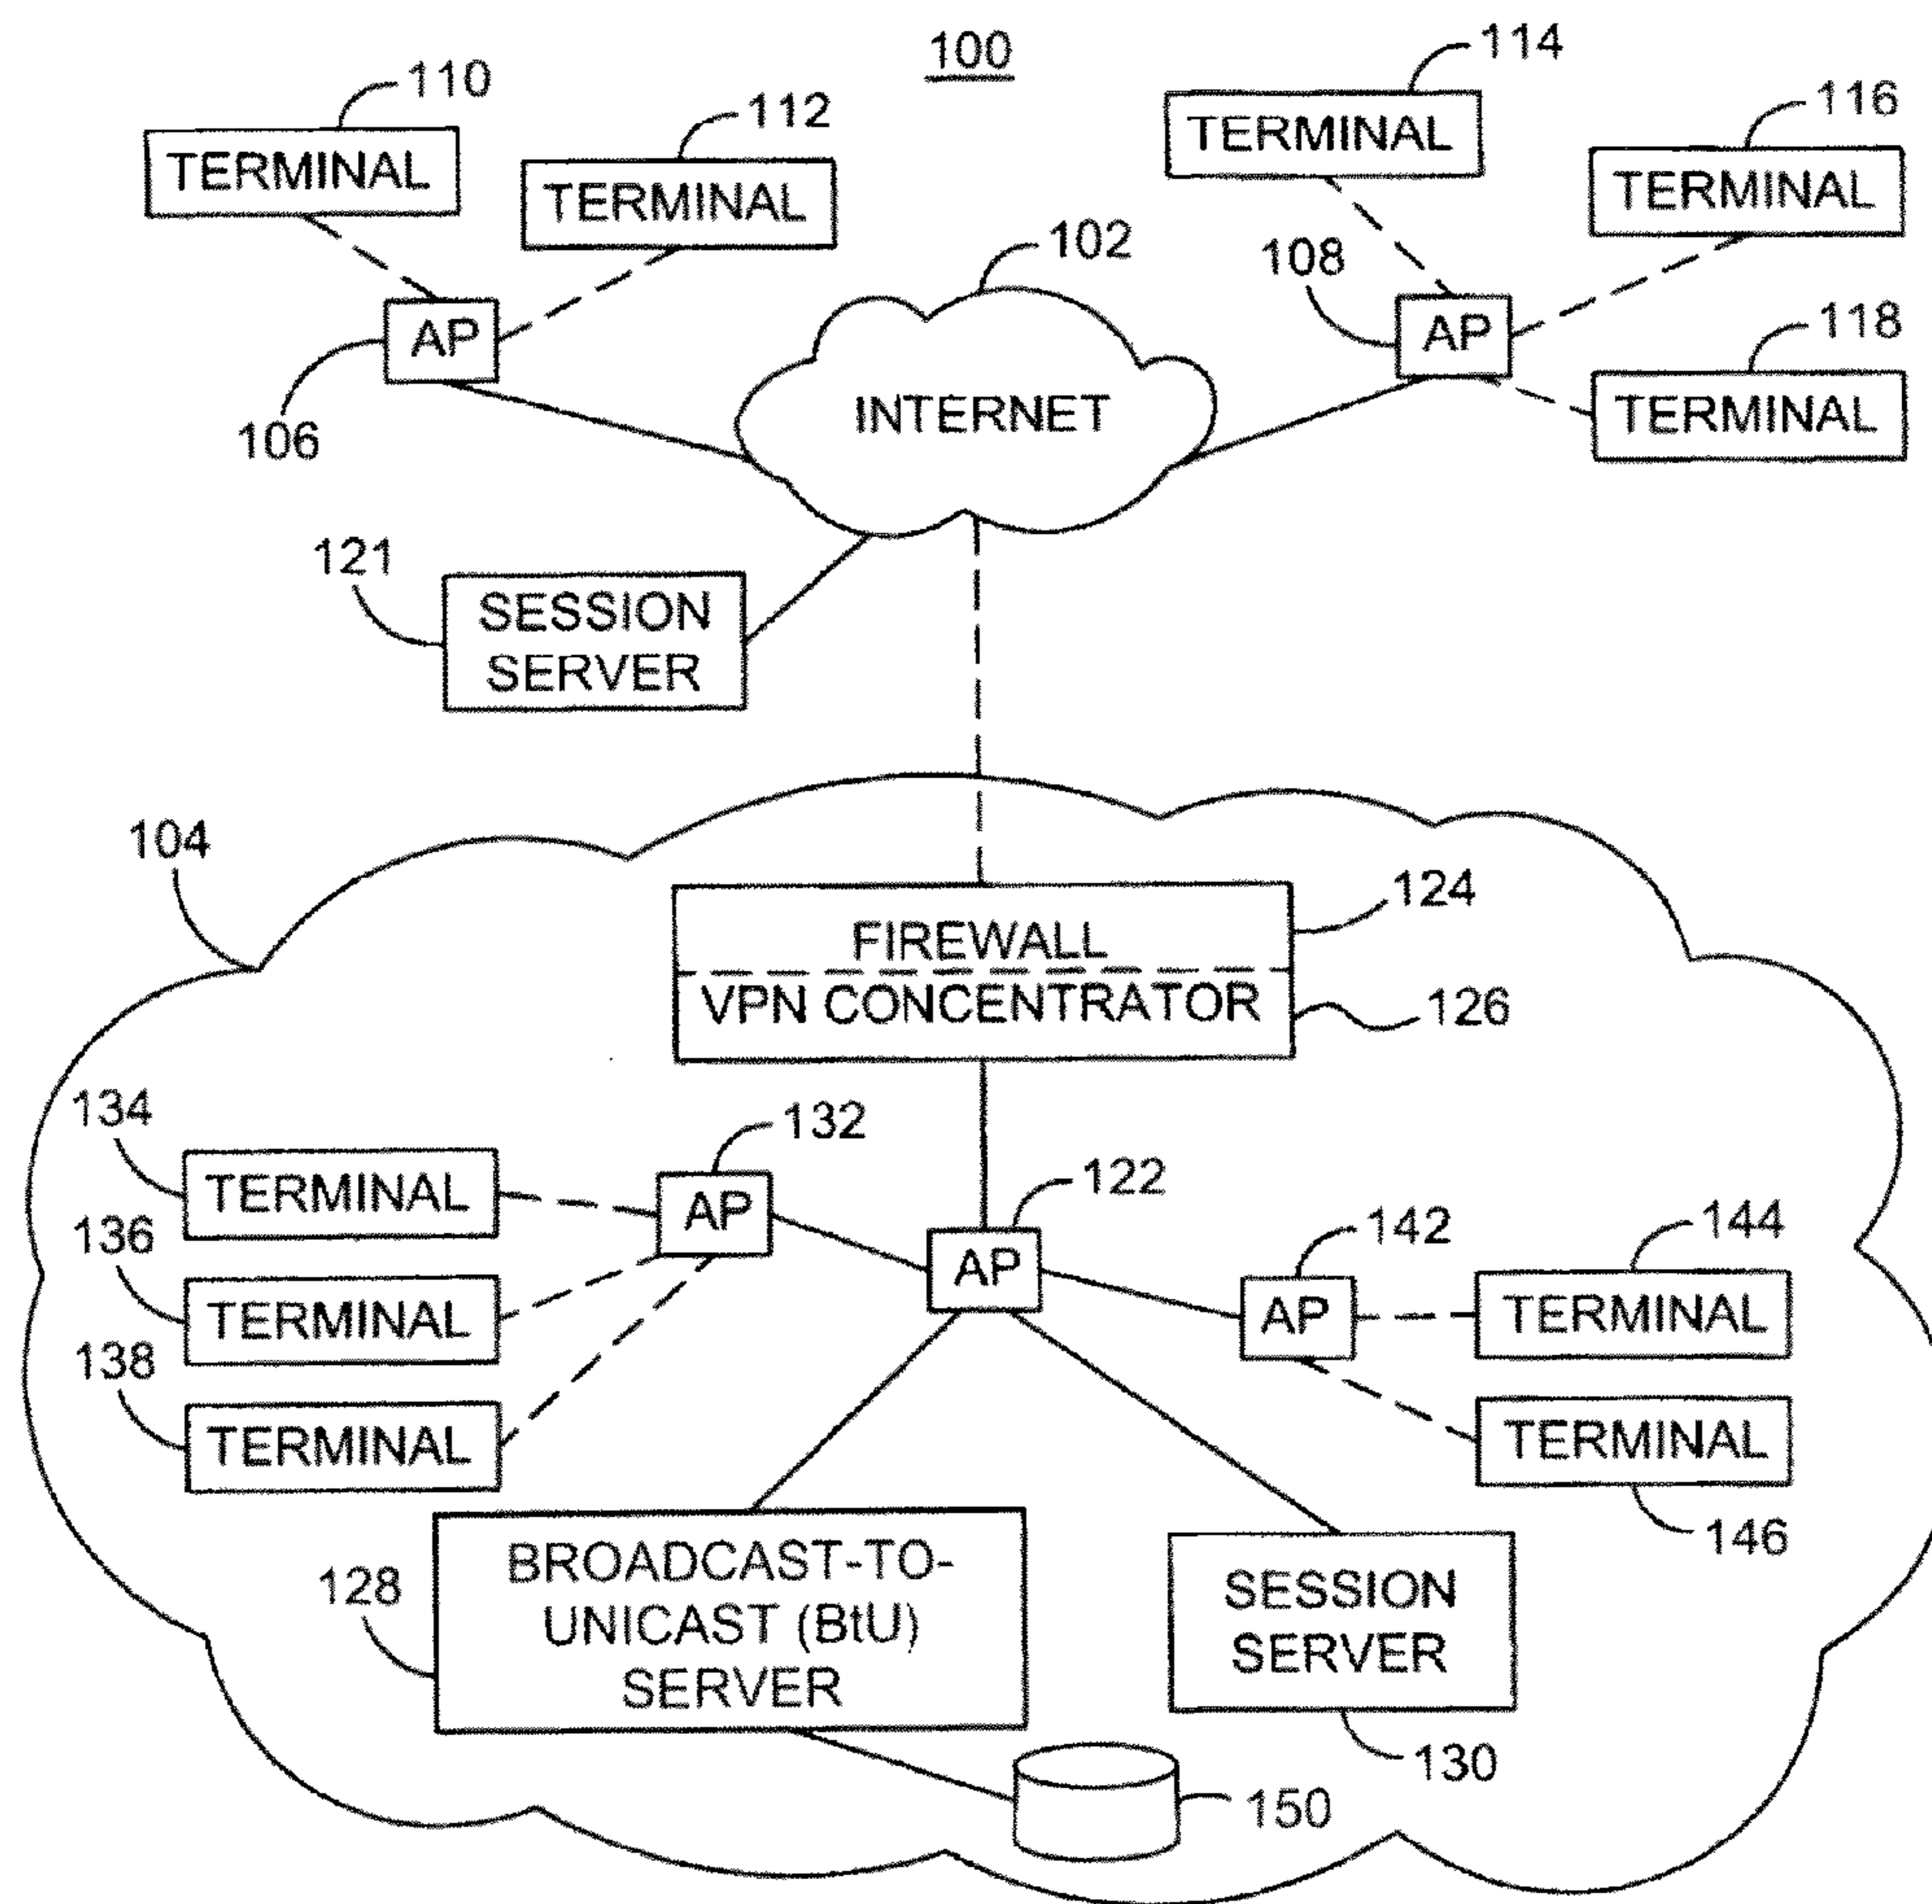 100
110
112
114
116
TERMINAL
TERMINAL
TERMINAL
TERMINAL
102
108
AP
AP
118
106
INTERNET
TERMINAL
121
SESSION
SERVER
104
124
FIREWALL
VPN CONCENTRATOR
126
134
132
122
TERMINAL
AP
142
144
136
AP
TERMINAL
AP
TERMINAL
138
TERMINAL
TERMINAL
146
128
BROADCAST-TO-
UNICAST (BtU)
SERVER
SESSION
SERVER
130
150